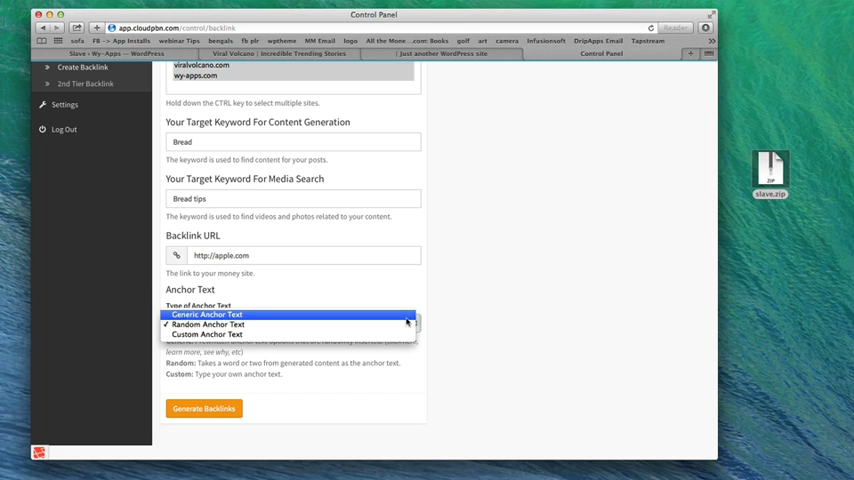 Control Panel
app.cloudpbn.com/control/backlink
Reader
sofa FB -> App Installs webinar Tips bengals fb plr wptheme MM Email logo All the Mone ...com: Books golf art camera Infusionsoft DripApps Email Tapstream
Slave ‹ Wy-Apps — WordPress
Viral Volcano | Incredible Trending Stories
| Just another WordPress site
Control Panel
» Create Backlink
» 2nd Tier Backlink
Settings
Log Out
viralvolcano.com
wy-apps.com
Hold down the CTRL key to select multiple sites.
Your Target Keyword For Content Generation
Bread
The keyword is used to find content for your posts.
Your Target Keyword For Media Search
Bread tips
The keyword is used to find videos and photos related to your content.
Backlink URL
http://apple.com
The link to your money site.
Anchor Text
Type of Anchor Text
Generic Anchor Text
✓ Random Anchor Text
Custom Anchor Text
learn more, see why, etc)
Random: Takes a word or two from generated content as the anchor text.
Custom: Type your own anchor text.
Generate Backlinks
ZIP
slave.zip